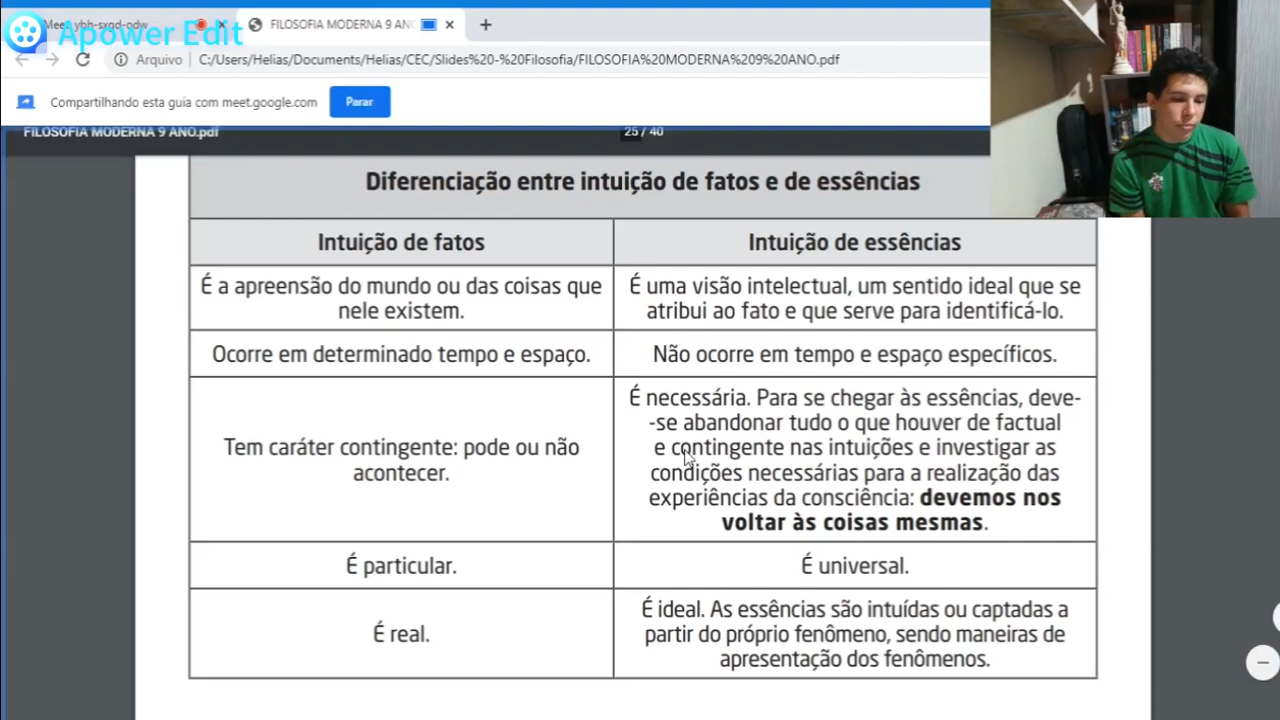 Apower Edit
FILOSOFIA MODERNA 9 ANO
Arquivo C:/Users/Helias/Documents/Helias/CEC/Slides%20-%20Filosofia/FILOSOFIA%20MODERNA%209%20ANO.pdf
Compartilhando esta guia com meet.google.com Parar
FILOSOFIA MODERNA 9 ANO.pdf 25 / 40
Diferenciação entre intuição de fatos e de essências
Intuição de fatos
Intuição de essências
É a apreensão do mundo ou das coisas que
nele existem.
É uma visão intelectual, um sentido ideal que se
atribui ao fato e que serve para identificá-lo.
Ocorre em determinado tempo e espaço.
Não ocorre em tempo e espaço específicos.
Tem caráter contingente: pode ou não
acontecer.
É necessária. Para se chegar às essências, deve-
-se abandonar tudo o que houver de factual
e contingente nas intuições e investigar as
condições necessárias para a realização das
experiências da consciência: devemos nos
voltar às coisas mesmas.
É particular.
É universal.
É real.
É ideal. As essências são intuídas ou captadas a
partir do próprio fenômeno, sendo maneiras de
apresentação dos fenômenos.